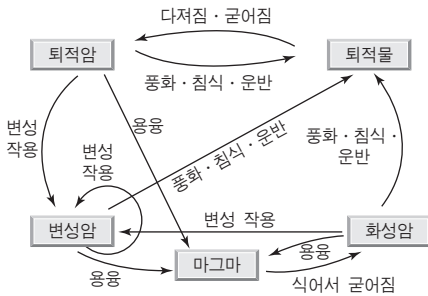 다져짐·굳어짐
퇴적암
퇴적물
풍화·침식·운반
변성
작용
용융
변성
작용
풍화·침식·운반
풍화·침식·
운반
변성암
변성 작용
화성암
용융
마그마
용융
식어서 굳어짐